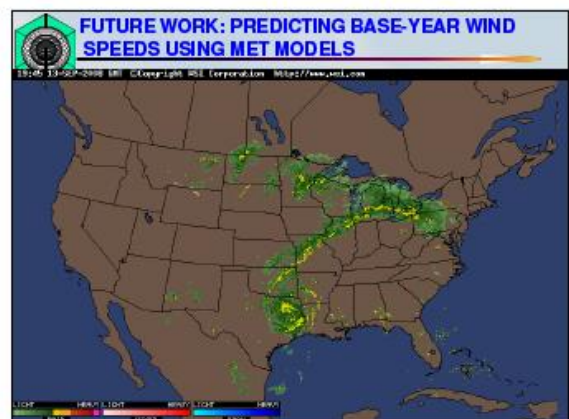 FUTURE WORK: PREDICTING BASE-YEAR WIND
SPEEDS USING MET MODELS
19:45 13-SEP-2008 GMT ©Copyright WSI Corporation http://www.wsi.com
LIGHT HEAVY LIGHT HEAVY LIGHT HEAVY